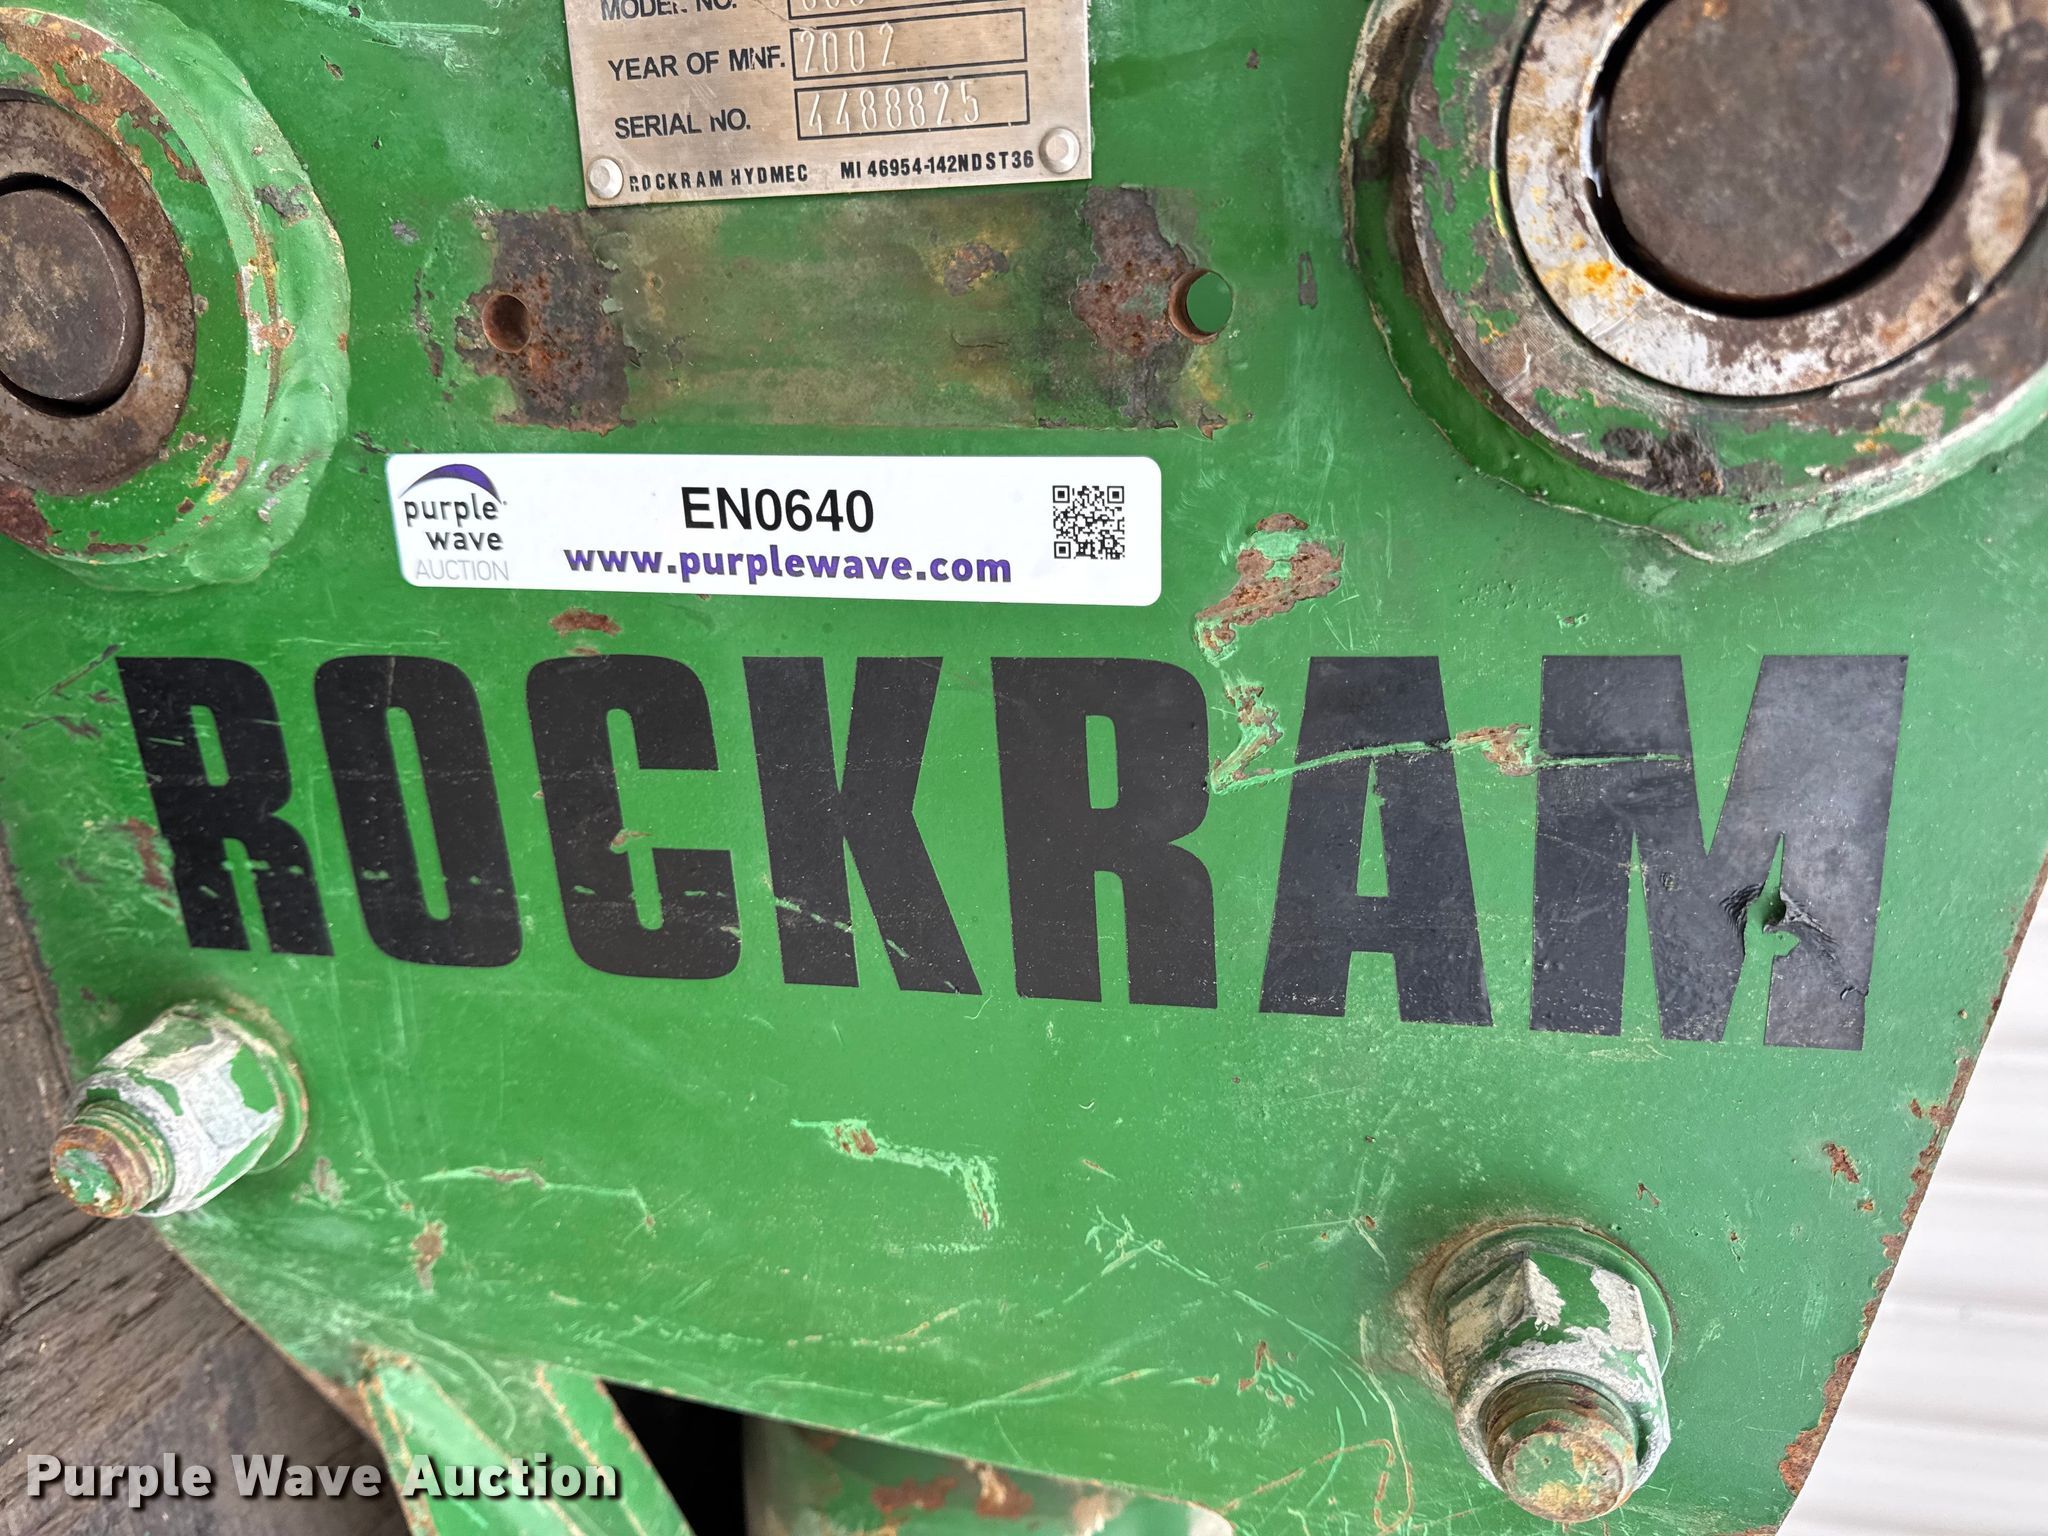 MODEL NO.
YEAR OF MNF. 2002
SERIAL NO. 4488825
ROCKRAM HYDMEC MI 46954-142NDST36
purple wave AUCTION
EN0640
www.purplewave.com
ROCKRAM
Purple Wave Auction